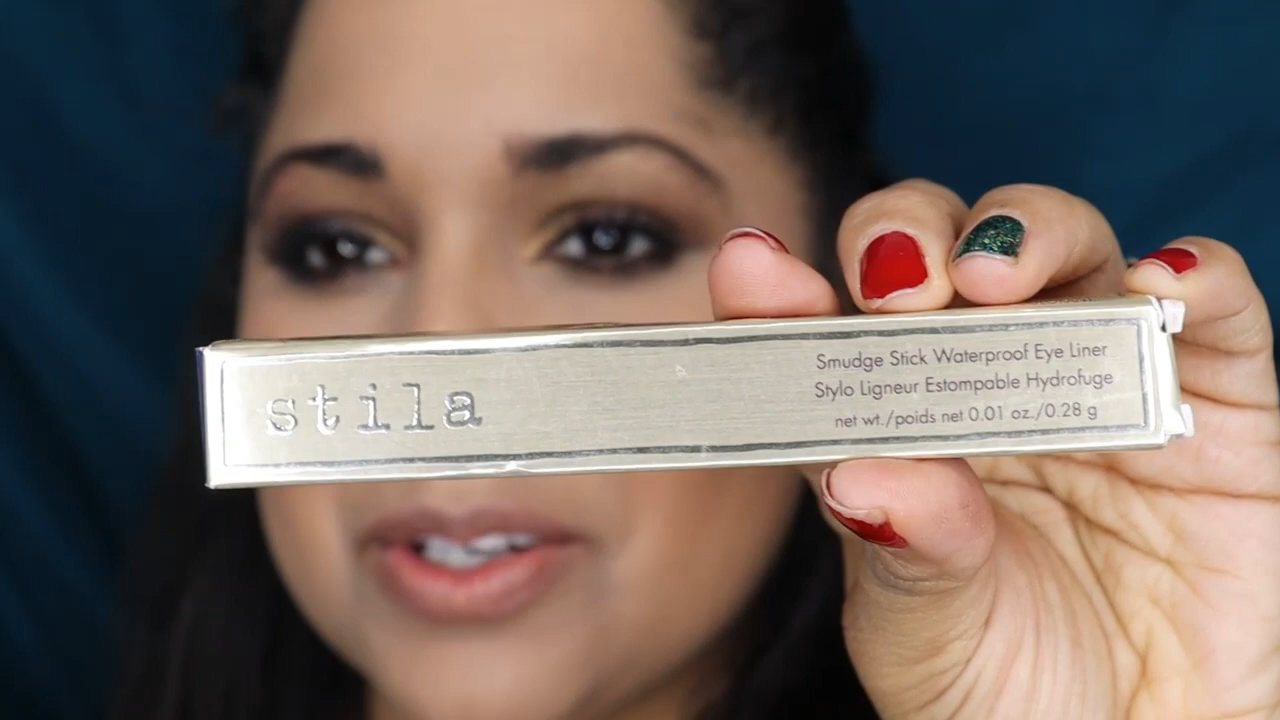 stila
Smudge Stick Waterproof Eye Liner
Stylo Ligneur Estompable Hydrofuge
net wt./poids net 0.01 oz./0.28 g